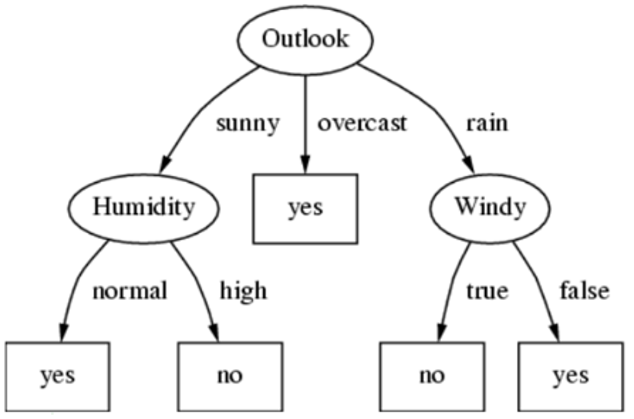 Outlook
sunny overcast rain
Humidity yes Windy
normal high true false
yes no no yes